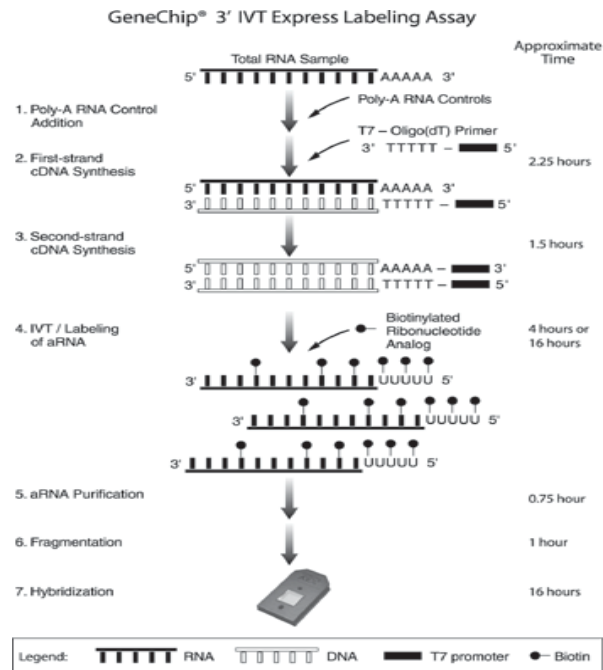 GeneChip® 3' IVT Express Labeling Assay
Approximate
Time
Total RNA Sample
5' AAAAA 3'
1. Poly-A RNA Control
Addition
Poly-A RNA Controls
T7 – Oligo(dT) Primer
3' TTTTT – 5'
2. First-strand
cDNA Synthesis
2.25 hours
5' AAAAA 3'
3' TTTTT – 5'
3. Second-strand
cDNA Synthesis
1.5 hours
5' AAAAA – 3'
3' TTTTT – 5'
4. IVT / Labeling
of aRNA
Biotinylated
Ribonucleotide
Analog
4 hours or
16 hours
3' UUUUU 5'
3' UUUUU 5'
3' UUUUU 5'
5. aRNA Purification
0.75 hour
6. Fragmentation
1 hour
7. Hybridization
16 hours
Legend: RNA DNA T7 promoter Biotin